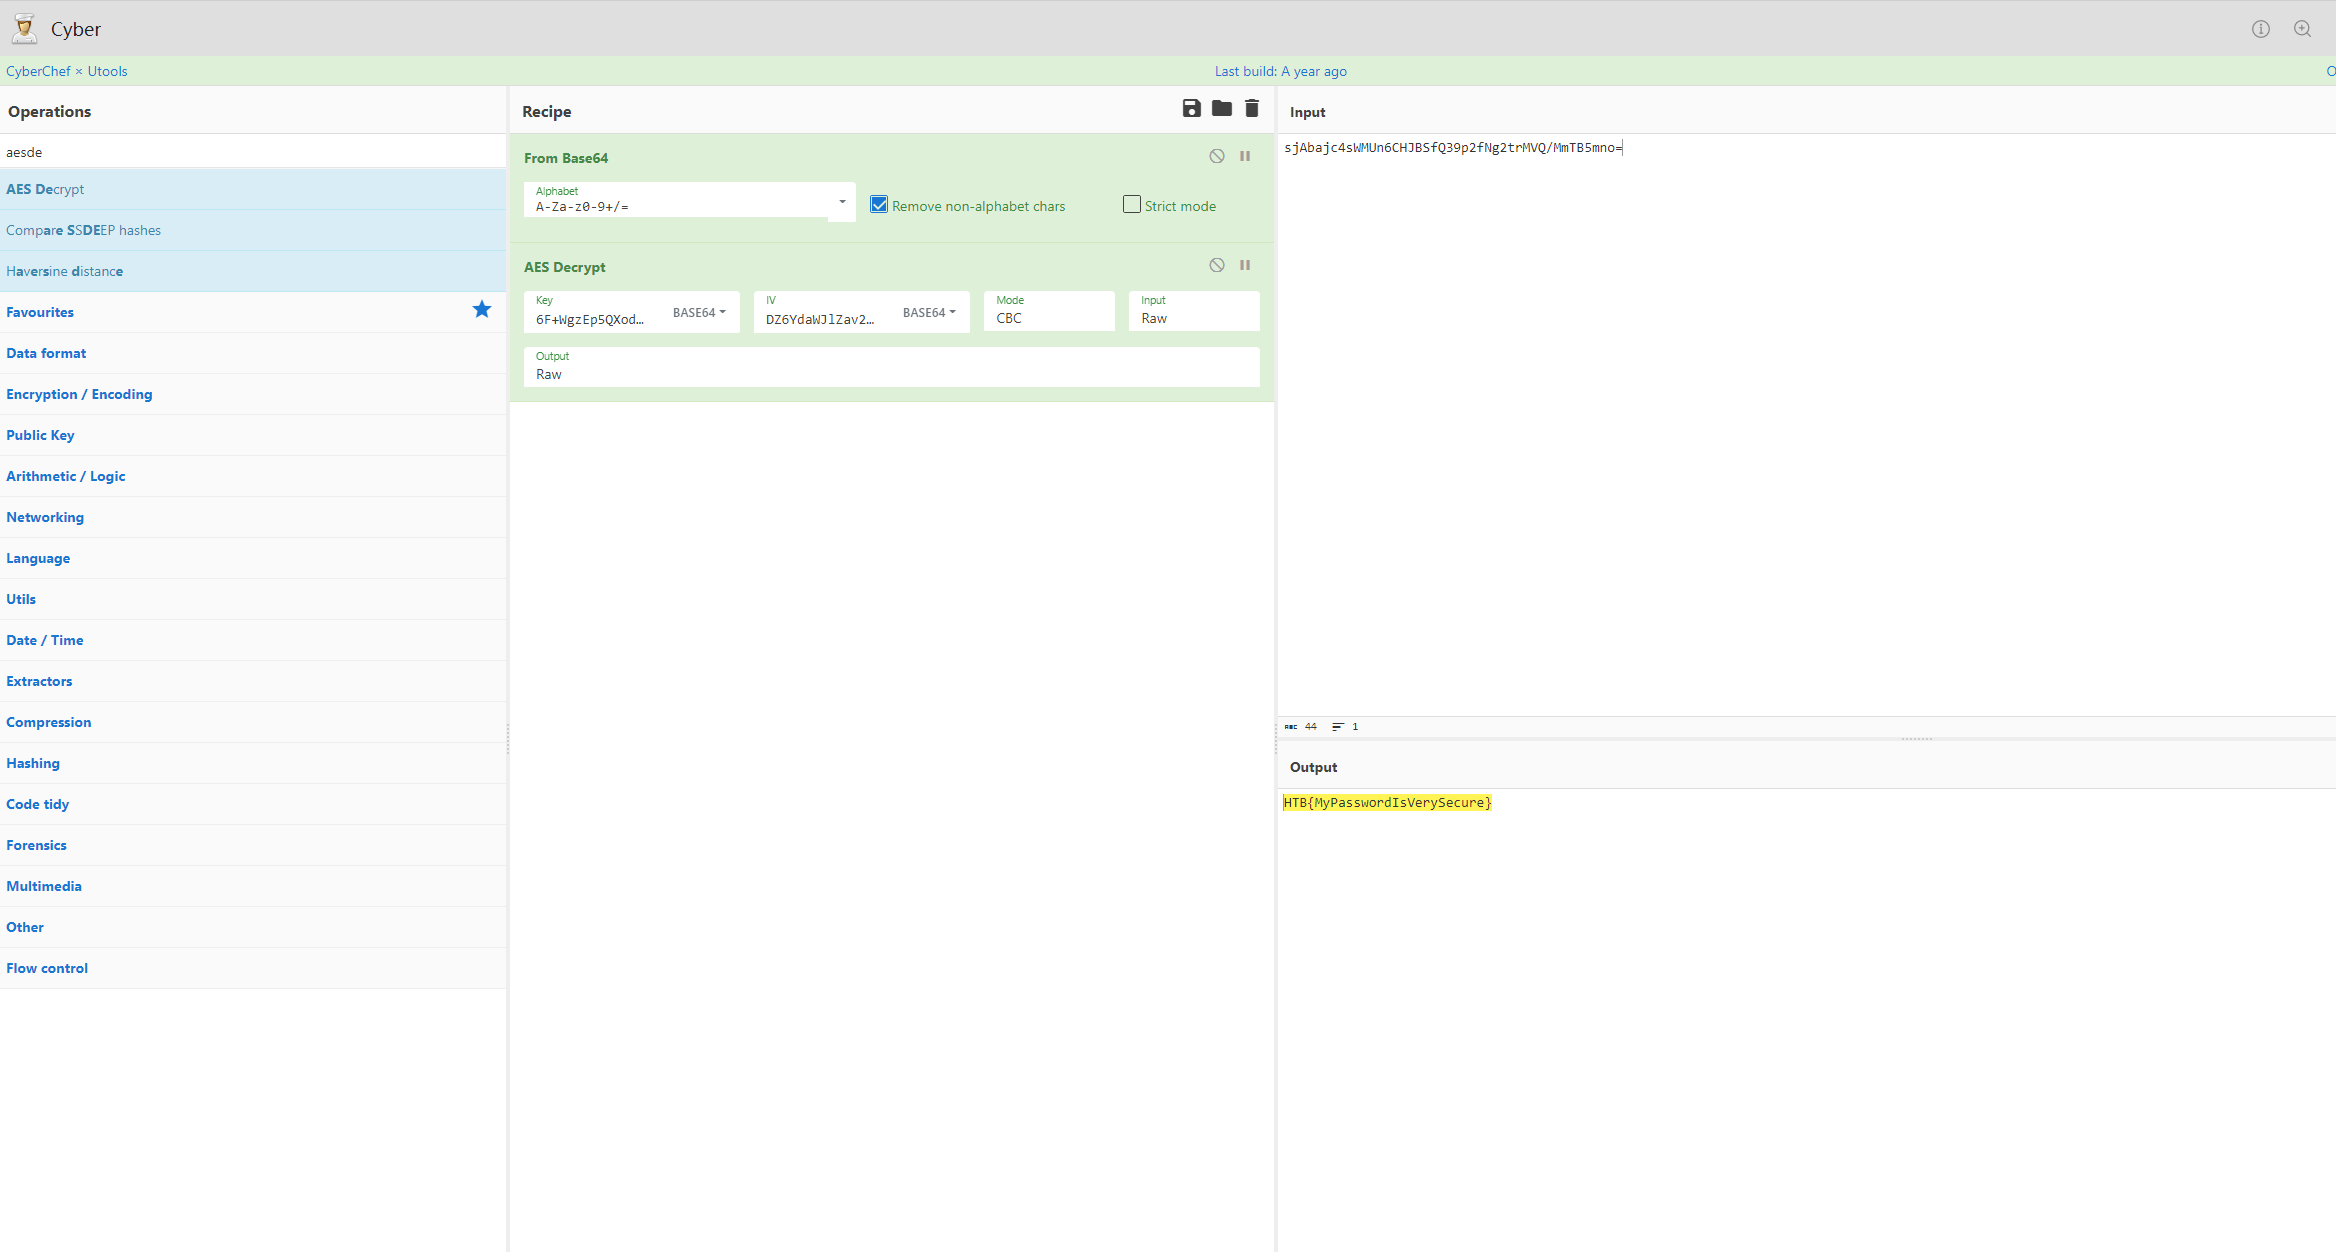 Cyber
CyberChef × Utools
Last build: A year ago
O
Operations
aesde
AES Decrypt
Compare SSDEEP hashes
Haversine distance
Favourites
Data format
Encryption / Encoding
Public Key
Arithmetic / Logic
Networking
Language
Utils
Date / Time
Extractors
Compression
Hashing
Code tidy
Forensics
Multimedia
Other
Flow control
Recipe
From Base64
Alphabet
A-Za-z0-9+/=
Remove non-alphabet chars
Strict mode
AES Decrypt
Key
6F+WgzEp5QXod… BASE64
IV
DZ6YdaWJlZav2… BASE64
Mode
CBC
Input
Raw
Output
Raw
Input
sjAbajc4sWMUn6CHJBSfQ39p2fNg2trMVQ/MmTB5mno=
ABC 44 1
Output
HTB{MyPasswordIsVerySecure}